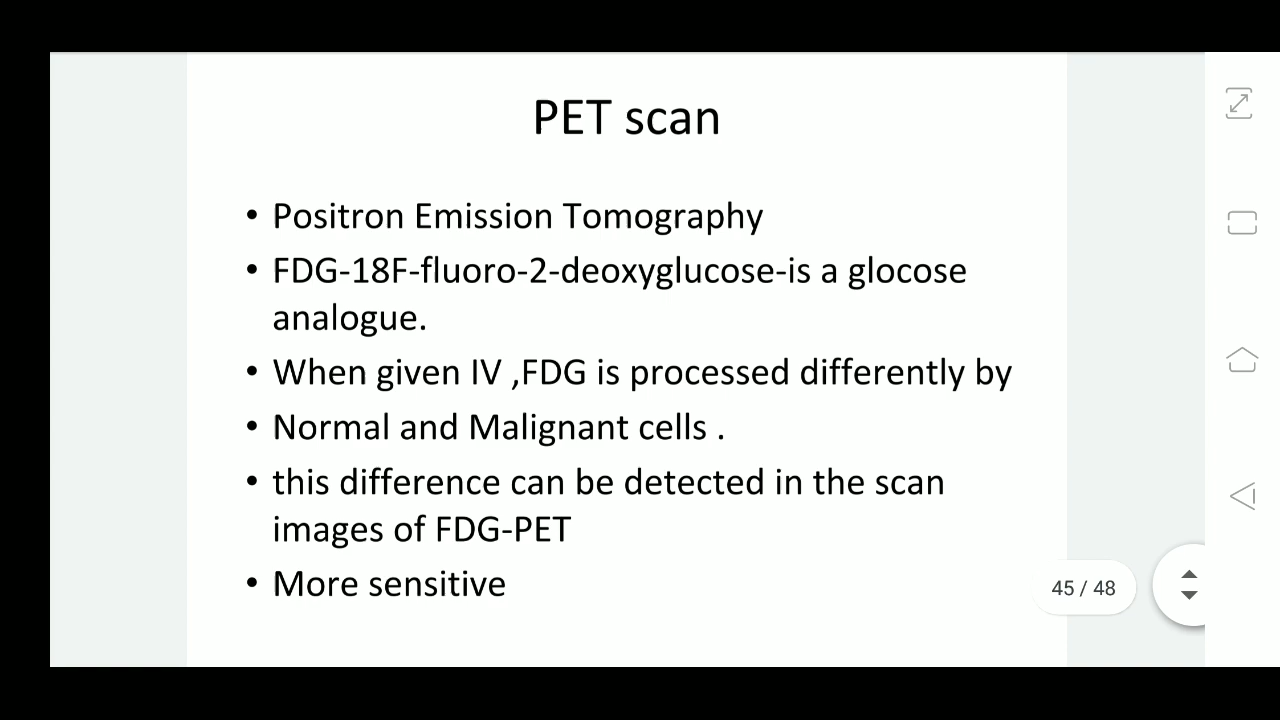 PET scan
• Positron Emission Tomography
• FDG-18F-fluoro-2-deoxyglucose-is a glocose
analogue.
• When given IV ,FDG is processed differently by
• Normal and Malignant cells .
• this difference can be detected in the scan
images of FDG-PET
• More sensitive
45 / 48